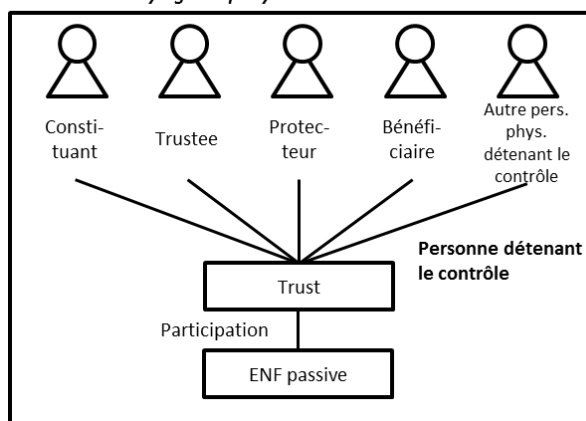 Consti-
tuant
Trustee
Protec-
teur
Bénéfi-
ciaire
Autre pers.
phys.
détenant le
contrôle
Personne détenant
le contrôle
Trust
Participation
ENF passive